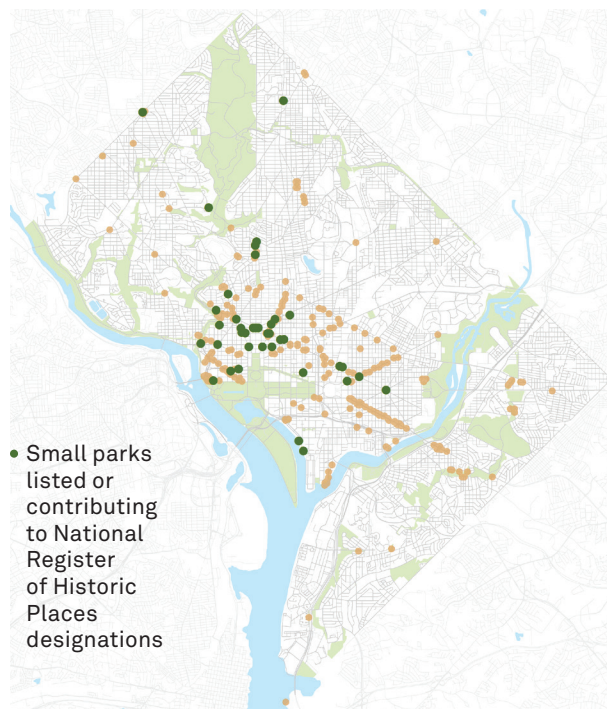 Small parks
listed or
contributing
to National
Register
of Historic
Places
designations